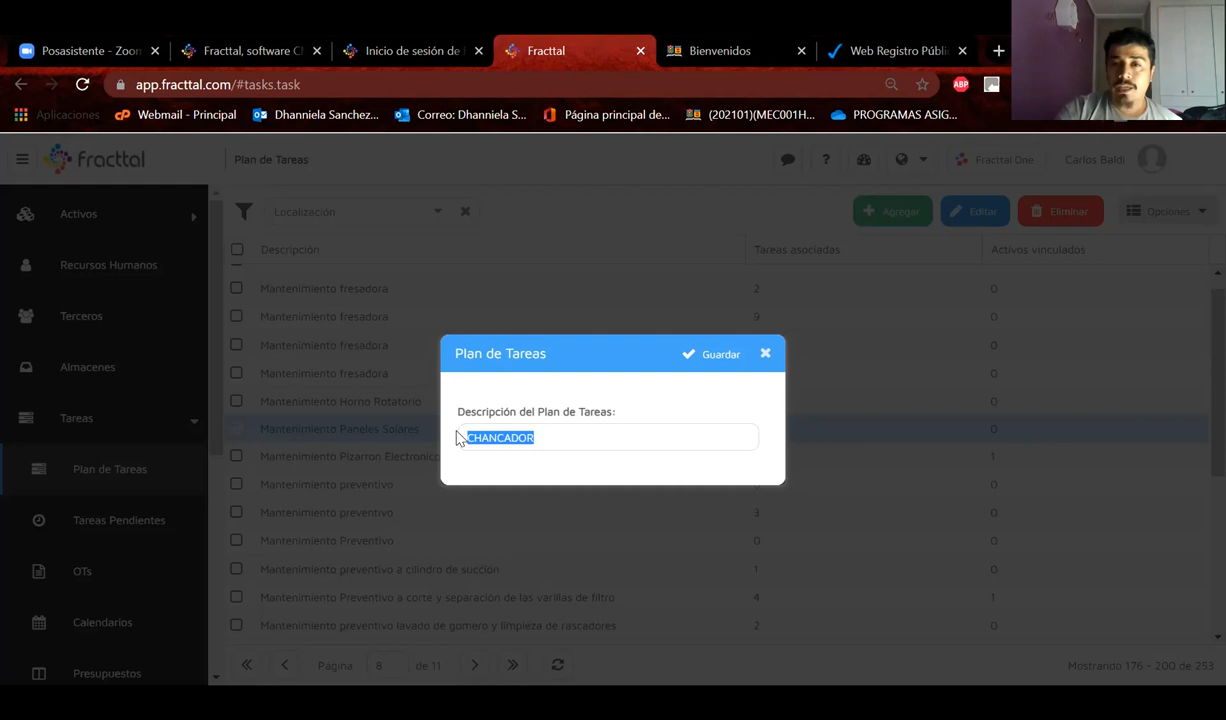 Posasistente - Zoon
Fracttal, software C
Inicio de sesión de
Fracttal
Bienvenidos
Web Registro Públi
app.fracttal.com/#tasks.task
ABP
Aplicaciones
Webmail - Principal
Dhanniela Sanchez...
Correo: Dhanniela S...
Página principal de...
(202101)(MEC001H...
PROGRAMAS ASIG...
fracttal
Plan de Tareas
Fracttal One
Carlos Baldi
Activos
Recursos Humanos
Terceros
Almacenes
Tareas
Plan de Tareas
Tareas Pendientes
OTs
Calendarios
Presupuestos
Localización
Agregar
Editar
Eliminar
Opciones
Descripción
Tareas asociadas
Activos vinculados
Mantenimiento fresadora 2 0
Mantenimiento fresadora 9 0
Mantenimiento fresadora 0
Mantenimiento fresadora 0
Mantenimiento Horno Rotatorio 0
Mantenimiento Paneles Solares 0
Mantenimiento Pizarron Electronico 1
Mantenimiento preventivo 0
Mantenimiento preventivo 3 0
Mantenimiento Preventivo 0 0
Mantenimiento preventivo a cilindro de succión 1 0
Mantenimiento Preventivo a corte y separación de las varillas de filtro 4 1
Mantenimiento preventivo lavado de gomero y limpieza de rascadores 2 0
Plan de Tareas
Guardar
Descripción del Plan de Tareas:
CHANCADOR
Página 8 de 11
Mostrando 176 - 200 de 253